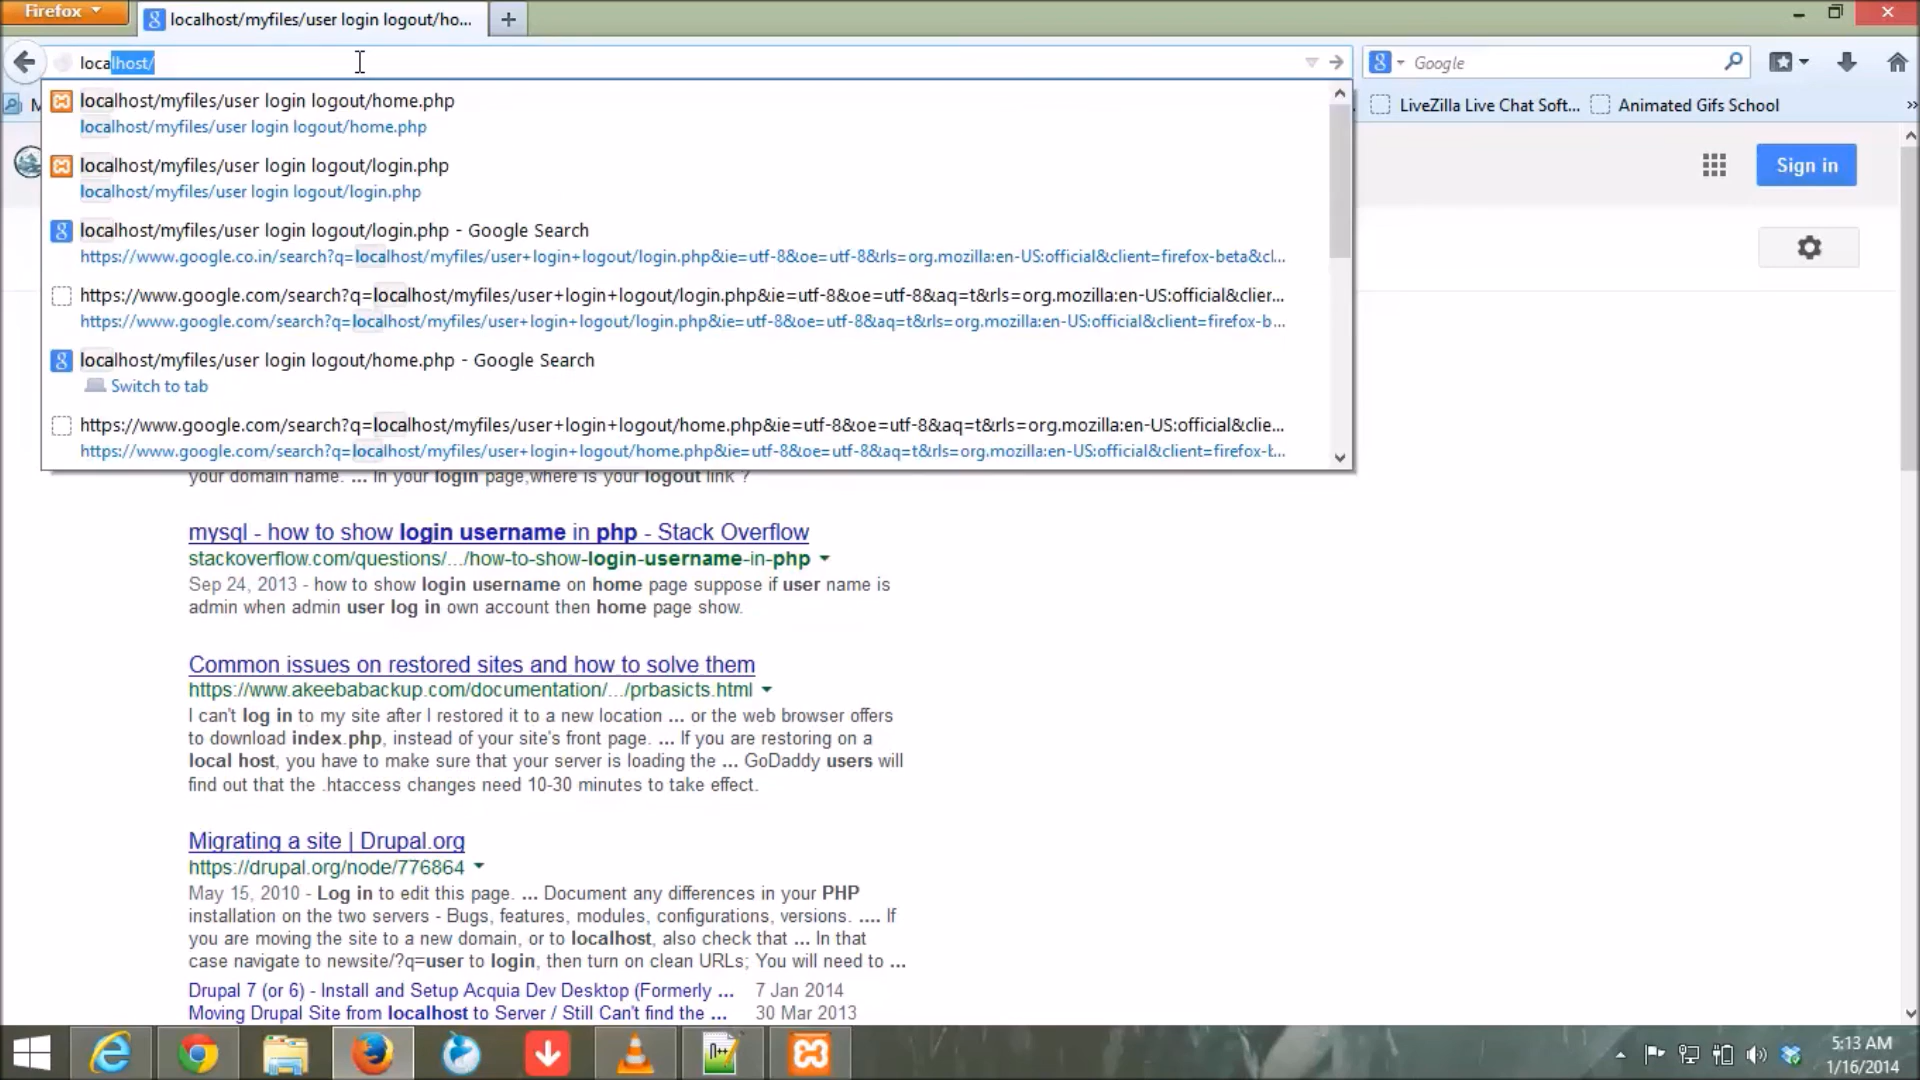 Firefox
localhost/myfiles/user login logout/ho...
localhost/
Google
M
LiveZilla Live Chat Soft...
Animated Gifs School
localhost/myfiles/user login logout/home.php
localhost/myfiles/user login logout/home.php
localhost/myfiles/user login logout/login.php
localhost/myfiles/user login logout/login.php
localhost/myfiles/user login logout/login.php - Google Search
https://www.google.co.in/search?q=localhost/myfiles/user+login+logout/login.php&ie=utf-8&oe=utf-8&rls=org.mozilla:en-US:official&client=firefox-beta&cl...
https://www.google.com/search?q=localhost/myfiles/user+login+logout/login.php&ie=utf-8&oe=utf-8&aq=t&rls=org.mozilla:en-US:official&clier...
https://www.google.com/search?q=localhost/myfiles/user+login+logout/login.php&ie=utf-8&oe=utf-8&aq=t&rls=org.mozilla:en-US:official&client=firefox-b...
localhost/myfiles/user login logout/home.php - Google Search
Switch to tab
https://www.google.com/search?q=localhost/myfiles/user+login+logout/home.php&ie=utf-8&oe=utf-8&aq=t&rls=org.mozilla:en-US:official&clie...
https://www.google.com/search?q=localhost/myfiles/user+login+logout/home.php&ie=utf-8&oe=utf-8&aq=t&rls=org.mozilla:en-US:official&client=firefox-b...
Sign in
your domain name. ... In your login page,where is your logout link ?
mysql - how to show login username in php - Stack Overflow
stackoverflow.com/questions/.../how-to-show-login-username-in-php
Sep 24, 2013 - how to show login username on home page suppose if user name is
admin when admin user log in own account then home page show.
Common issues on restored sites and how to solve them
https://www.akeebabackup.com/documentation/.../prbasicts.html
I can't log in to my site after I restored it to a new location ... or the web browser offers
to download index.php, instead of your site's front page. ... If you are restoring on a
local host, you have to make sure that your server is loading the ... GoDaddy users will
find out that the .htaccess changes need 10-30 minutes to take effect.
Migrating a site | Drupal.org
https://drupal.org/node/776864
May 15, 2010 - Log in to edit this page. ... Document any differences in your PHP
installation on the two servers - Bugs, features, modules, configurations, versions. .... If
you are moving the site to a new domain, or to localhost, also check that ... In that
case navigate to newsite/?q=user to login, then turn on clean URLs; You will need to ...
Drupal 7 (or 6) - Install and Setup Acquia Dev Desktop (Formerly ... 7 Jan 2014
Moving Drupal Site from localhost to Server / Still Can't find the ... 30 Mar 2013
5:13 AM
1/16/2014